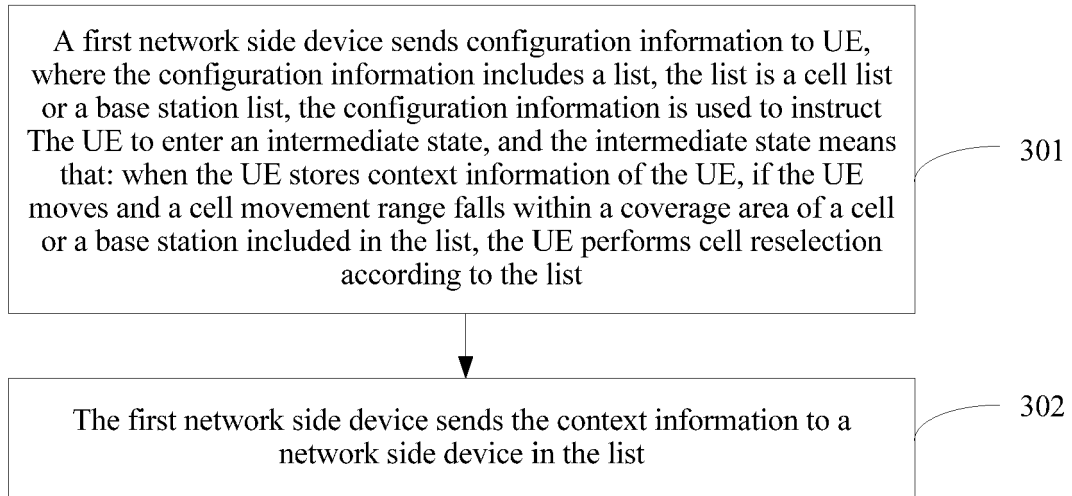 A first network side device sends configuration information to UE,
where the configuration information includes a list, the list is a cell list
or a base station list, the configuration information is used to instruct
The UE to enter an intermediate state, and the intermediate state means
that: when the UE stores context information of the UE, if the UE
moves and a cell movement range falls within a coverage area of a cell
or a base station included in the list, the UE performs cell reselection
according to the list
301
The first network side device sends the context information to a
network side device in the list
302